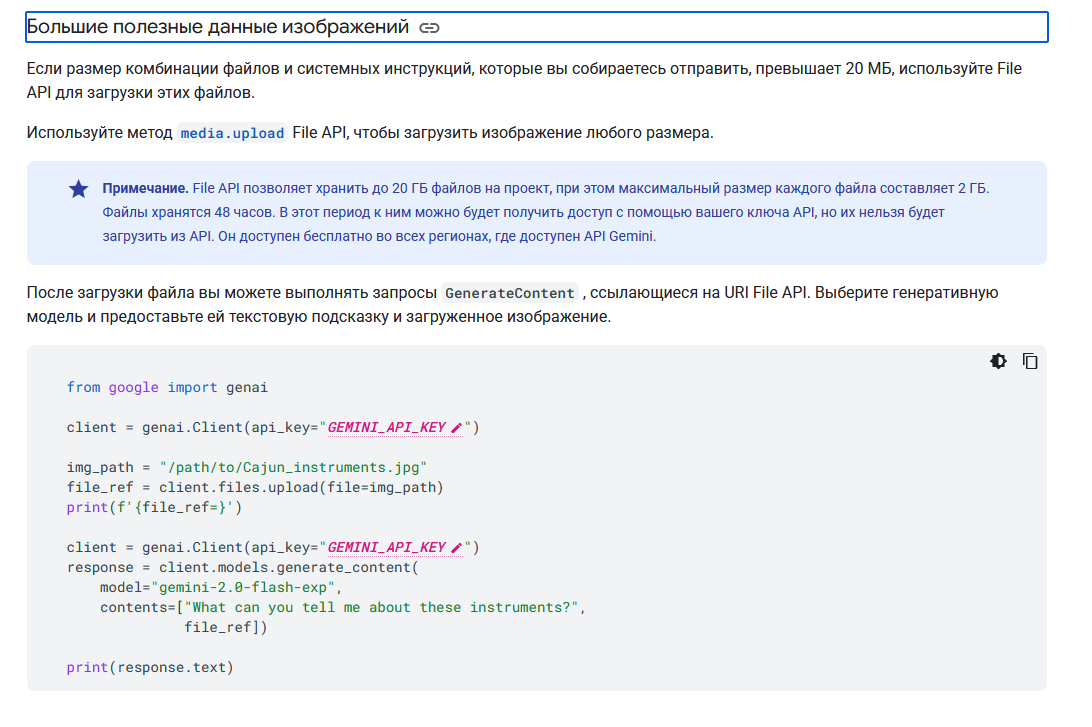 Большие полезные данные изображений
Если размер комбинации файлов и системных инструкций, которые вы собираетесь отправить, превышает 20 МБ, используйте File
API для загрузки этих файлов.
Используйте метод media.upload File API, чтобы загрузить изображение любого размера.
Примечание. File API позволяет хранить до 20 ГБ файлов на проект, при этом максимальный размер каждого файла составляет 2 ГБ.
Файлы хранятся 48 часов. В этот период к ним можно будет получить доступ с помощью вашего ключа API, но их нельзя будет
загрузить из API. Он доступен бесплатно во всех регионах, где доступен API Gemini.
После загрузки файла вы можете выполнять запросы GenerateContent , ссылающиеся на URI File API. Выберите генеративную
модель и предоставьте ей текстовую подсказку и загруженное изображение.
from google import genai
client = genai.Client(api_key="GEMINI_API_KEY")
img_path = "/path/to/Cajun_instruments.jpg"
file_ref = client.files.upload(file=img_path)
print(f'{file_ref=}')
client = genai.Client(api_key="GEMINI_API_KEY")
response = client.models.generate_content(
    model="gemini-2.0-flash-exp",
    contents=["What can you tell me about these instruments?",
              file_ref])
print(response.text)